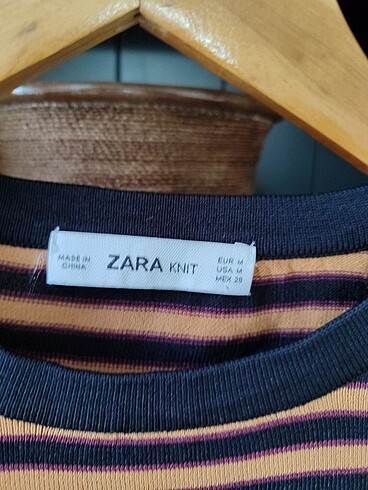 MADE IN
CHINA
ZARA KNIT
EUR M
USA M
MEX 28